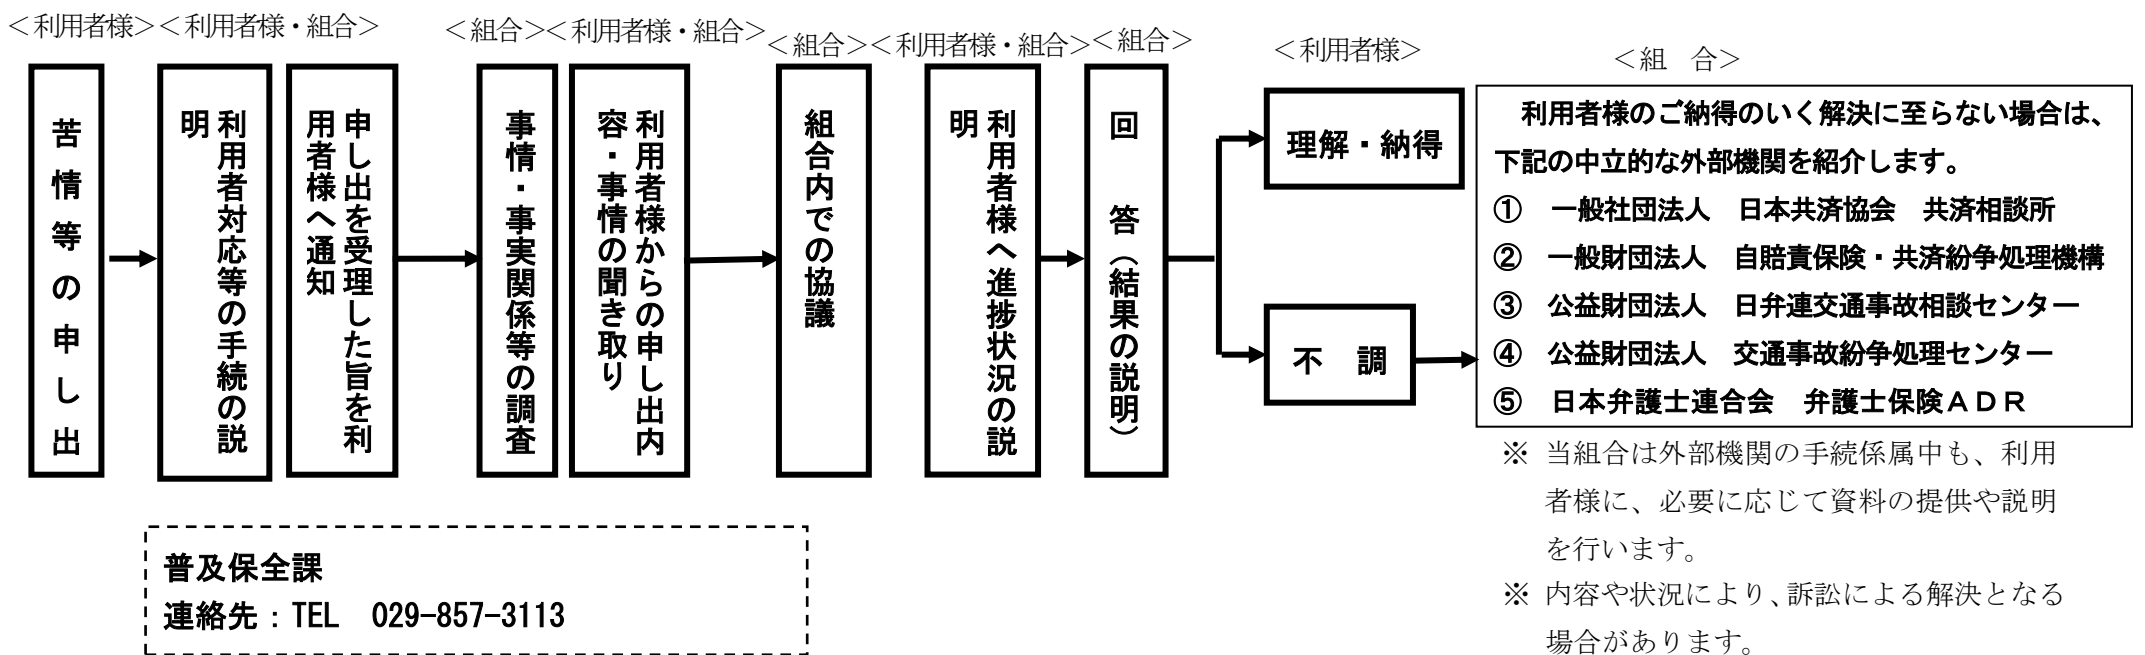 ＜利用者様＞
＜利用者様・組合＞
＜組合＞
＜利用者様・組合＞
＜組合＞
＜利用者様・組合＞
＜組合＞
＜利用者様＞
＜組　合＞
苦情等の申し出
利用者対応等の手続の説
明
申し出を受理した旨を利
用者様へ通知
事情・事実関係等の調査
利用者様からの申し出内
容・事情の聞き取り
組合内での協議
利用者様へ進捗状況の説
明
回　答（結果の説明）
理解・納得
不　調
利用者様のご納得のいく解決に至らない場合は、
下記の中立的な外部機関を紹介します。
①　一般社団法人　日本共済協会　共済相談所
②　一般財団法人　自賠責保険・共済紛争処理機構
③　公益財団法人　日弁連交通事故相談センター
④　公益財団法人　交通事故紛争処理センター
⑤　日本弁護士連合会　弁護士保険ＡＤＲ
※ 当組合は外部機関の手続係属中も、利用
者様に、必要に応じて資料の提供や説明
を行います。
※ 内容や状況により、訴訟による解決となる
場合があります。
普及保全課
連絡先：TEL　029-857-3113